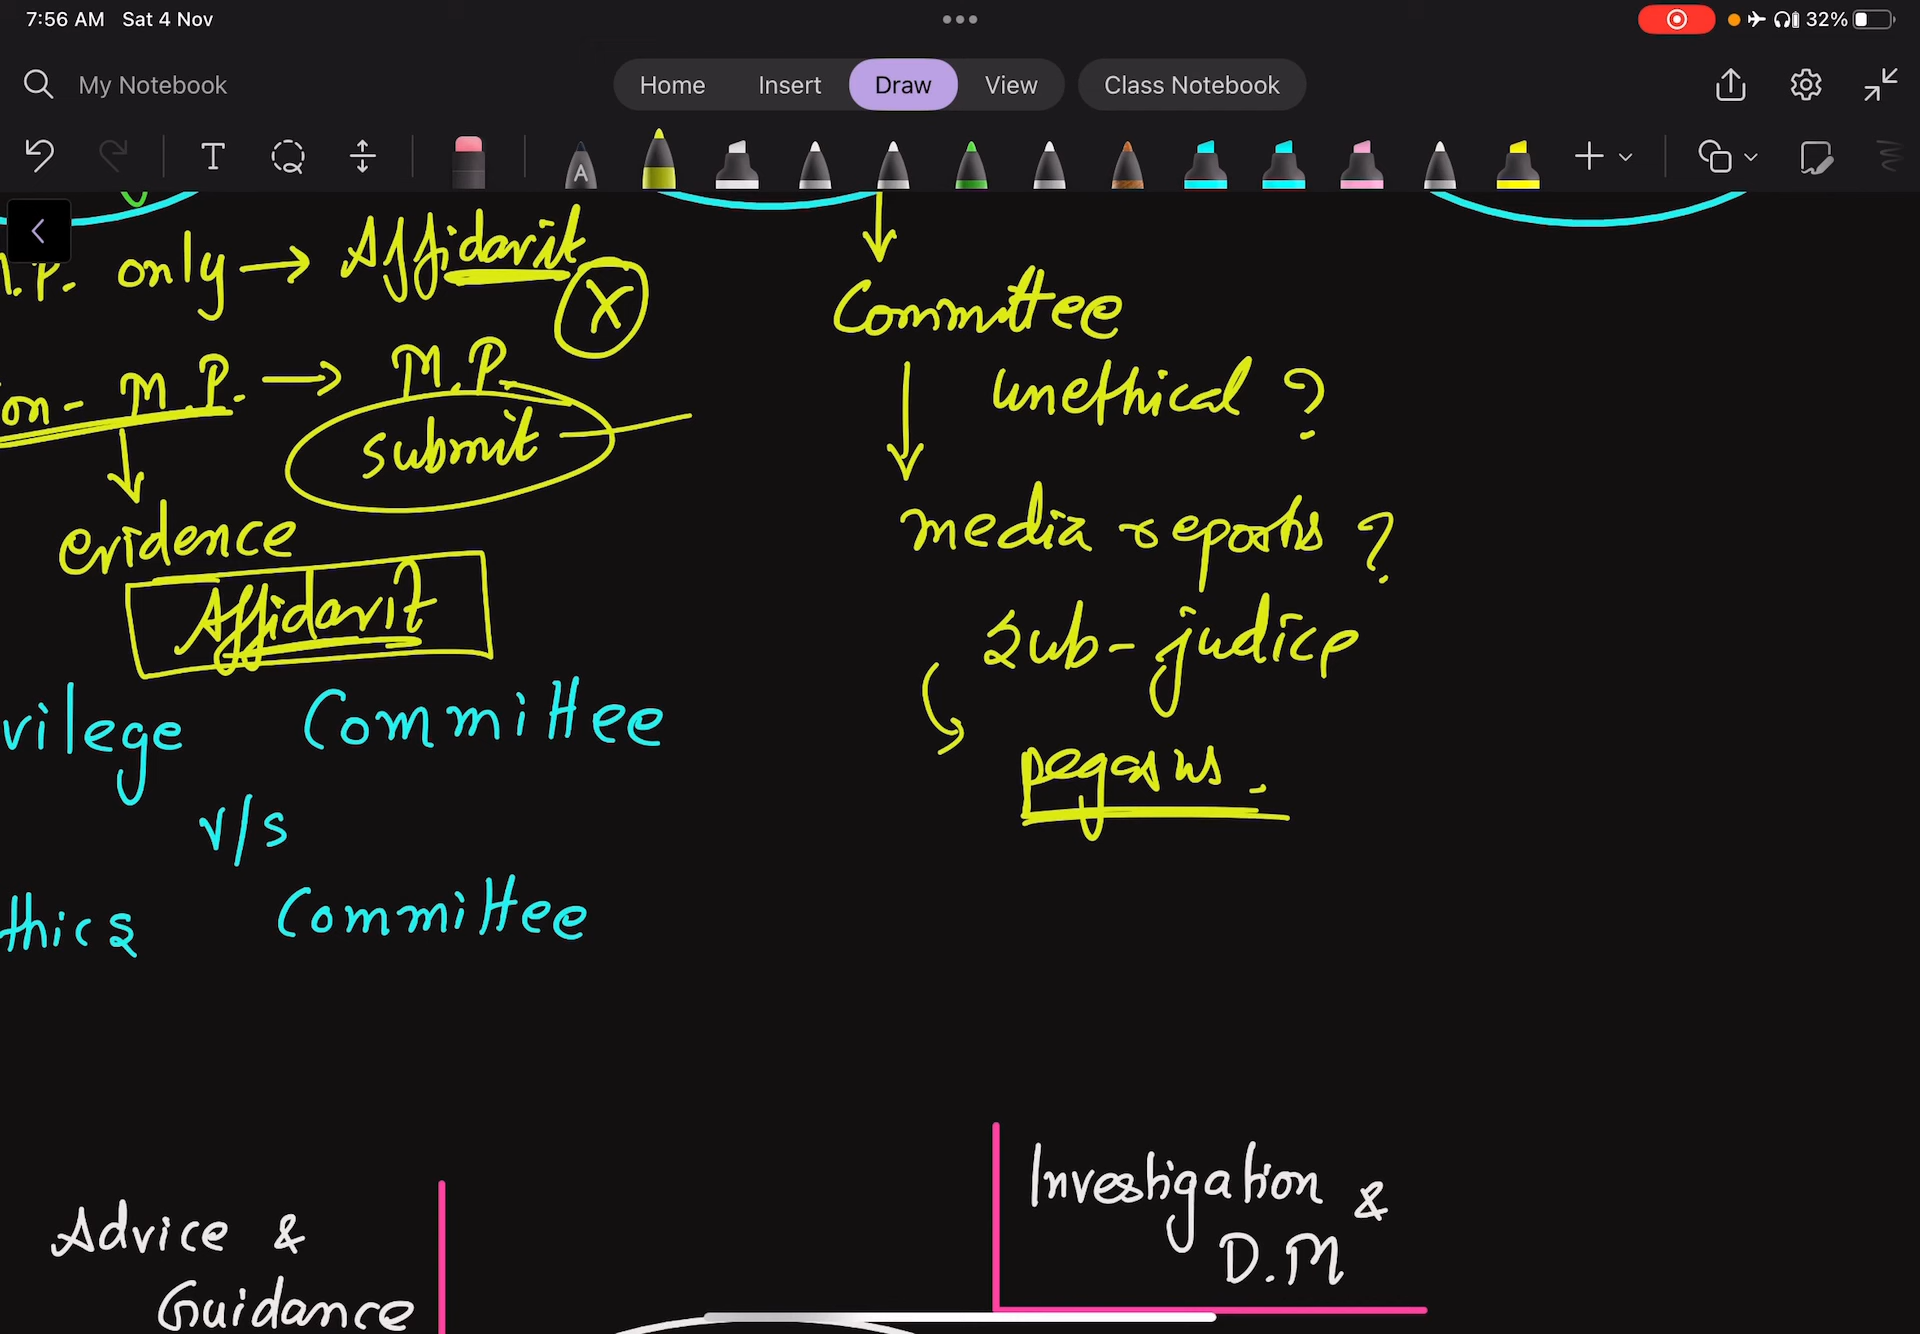 7:56 AM Sat 4 Nov
32%
My Notebook
Home Insert Draw View Class Notebook
T
A
M.P. only → Affidavit
X
on- M.P. → M.P.
submit
evidence
Affidavit
vilege Committee
v/s
thics Committee
Committee
unethical ?
media reports ?
sub-judice
pegasus.
Advice &
Guidance
Investigation &
D.M